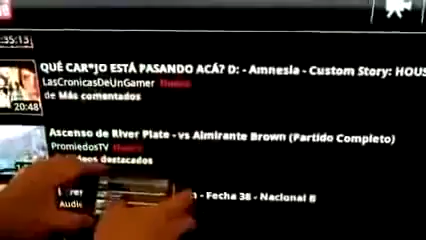 35:13
QUÉ CAR*JO ESTÁ PASANDO ACÁ? D: - Amnesia - Custom Story: HOUS
LasCronicasDeUnGamer
de Más comentados
20:48
Ascenso de River Plate - vs Almirante Brown (Partido Completo)
PromiedosTV
destacados
- Fecha 38 - Nacional B